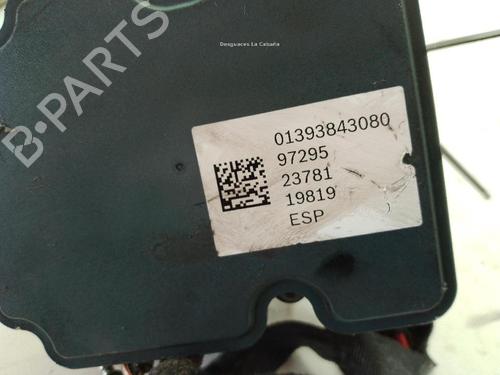 Desguaces La Cabaña
B-PARTS
01393843080
97295
23781
19819
ESP